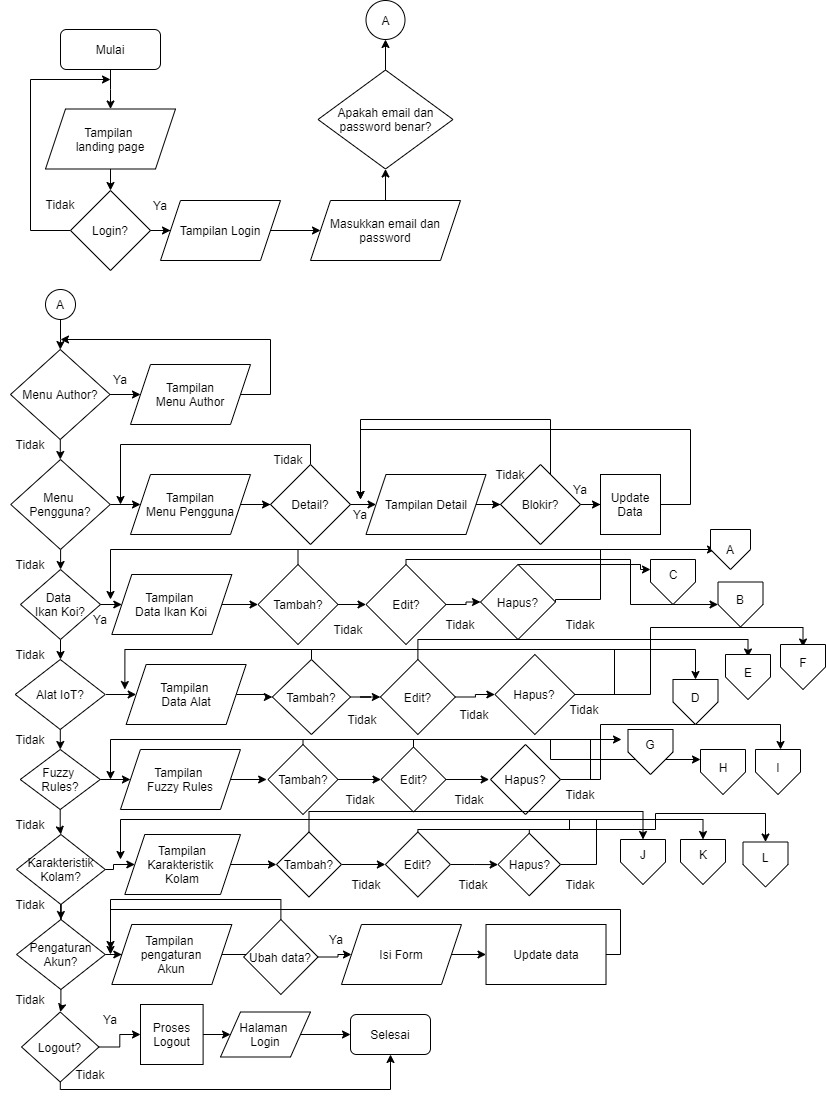 A
Mulai
Apakah email dan
password benar?
Tampilan
landing page
Tidak
Ya
Login?
Tampilan Login
Masukkan email dan
password
A
Menu Author?
Ya
Tampilan
Menu Author
Tidak
Menu
Pengguna?
Tampilan
Menu Pengguna
Tidak
Detail?
Ya
Tampilan Detail
Tidak
Blokir?
Ya
Update
Data
Tidak
Data
Ikan Koi?
Ya
Tampilan
Data Ikan Koi
Tambah?
Tidak
Edit?
Tidak
Hapus?
Tidak
A
C
B
Tidak
Alat IoT?
Tampilan
Data Alat
Tambah?
Tidak
Edit?
Tidak
Hapus?
Tidak
D
E
F
Tidak
Fuzzy
Rules?
Tampilan
Fuzzy Rules
Tambah?
Tidak
Edit?
Tidak
Hapus?
Tidak
G
H
I
Tidak
Karakteristik
Kolam?
Tampilan
Karakteristik
Kolam
Tambah?
Tidak
Edit?
Tidak
Hapus?
Tidak
J
K
L
Tidak
Pengaturan
Akun?
Tampilan
pengaturan
Akun
Ubah data?
Ya
Isi Form
Update data
Tidak
Logout?
Ya
Tidak
Proses
Logout
Halaman
Login
Selesai